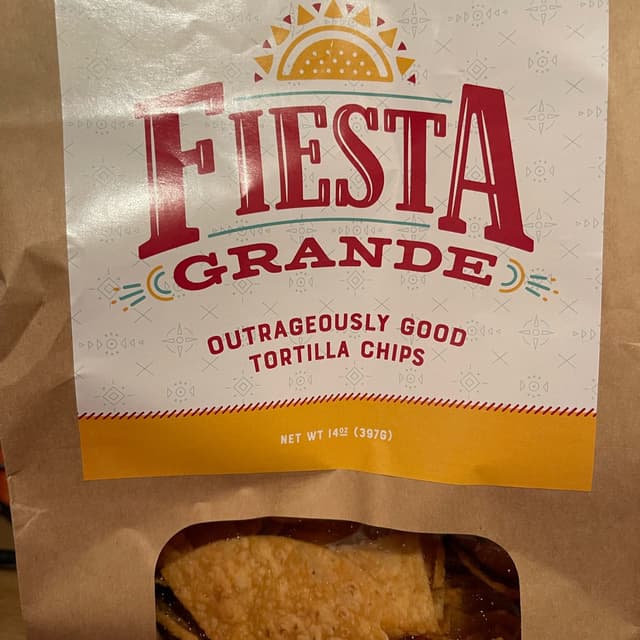 FIESTA
GRANDE
OUTRAGEOUSLY GOOD
TORTILLA CHIPS
NET WT 14OZ (397G)